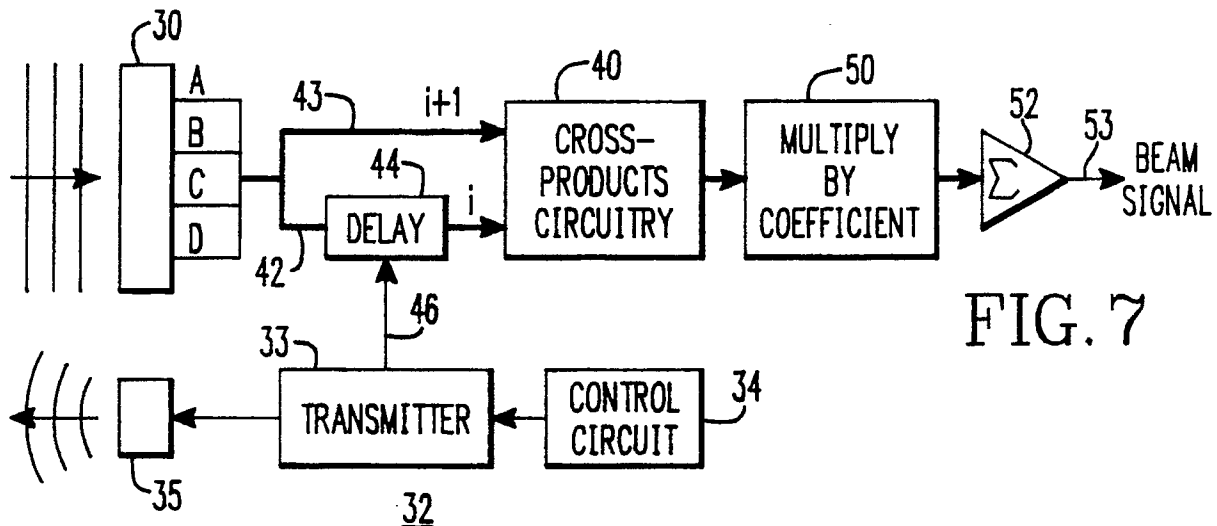 30
40
50
A
43
i+1
52
53
B
44
CROSS-
PRODUCTS
CIRCUITRY
MULTIPLY
BY
COEFFICIENT
Σ
BEAM
SIGNAL
C
i
D
DELAY
42
46
FIG. 7
33
34
TRANSMITTER
CONTROL
CIRCUIT
35
32